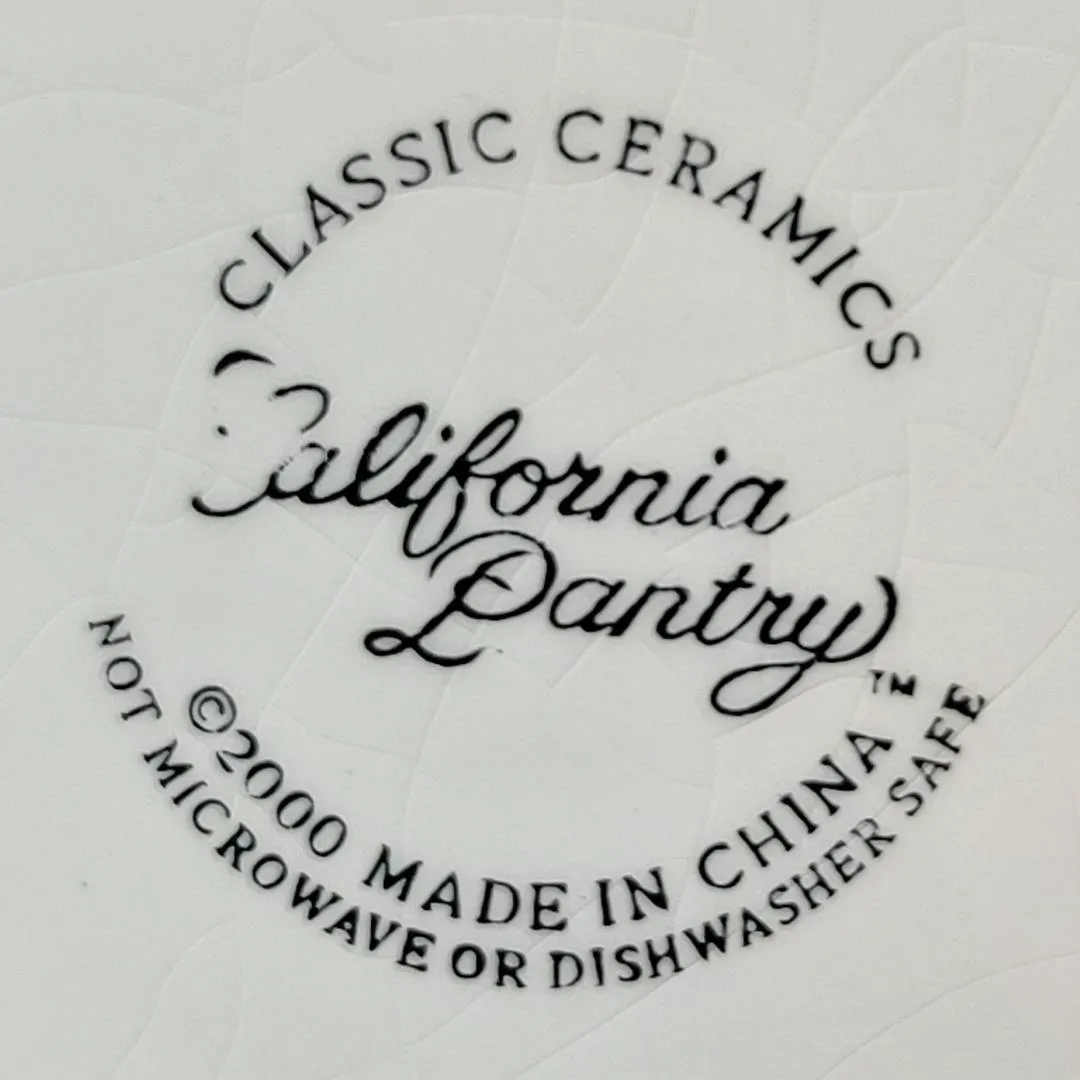 CLASSIC CERAMICS
California
Pantry™
©2000 MADE IN CHINA
NOT MICROWAVE OR DISHWASHER SAFE